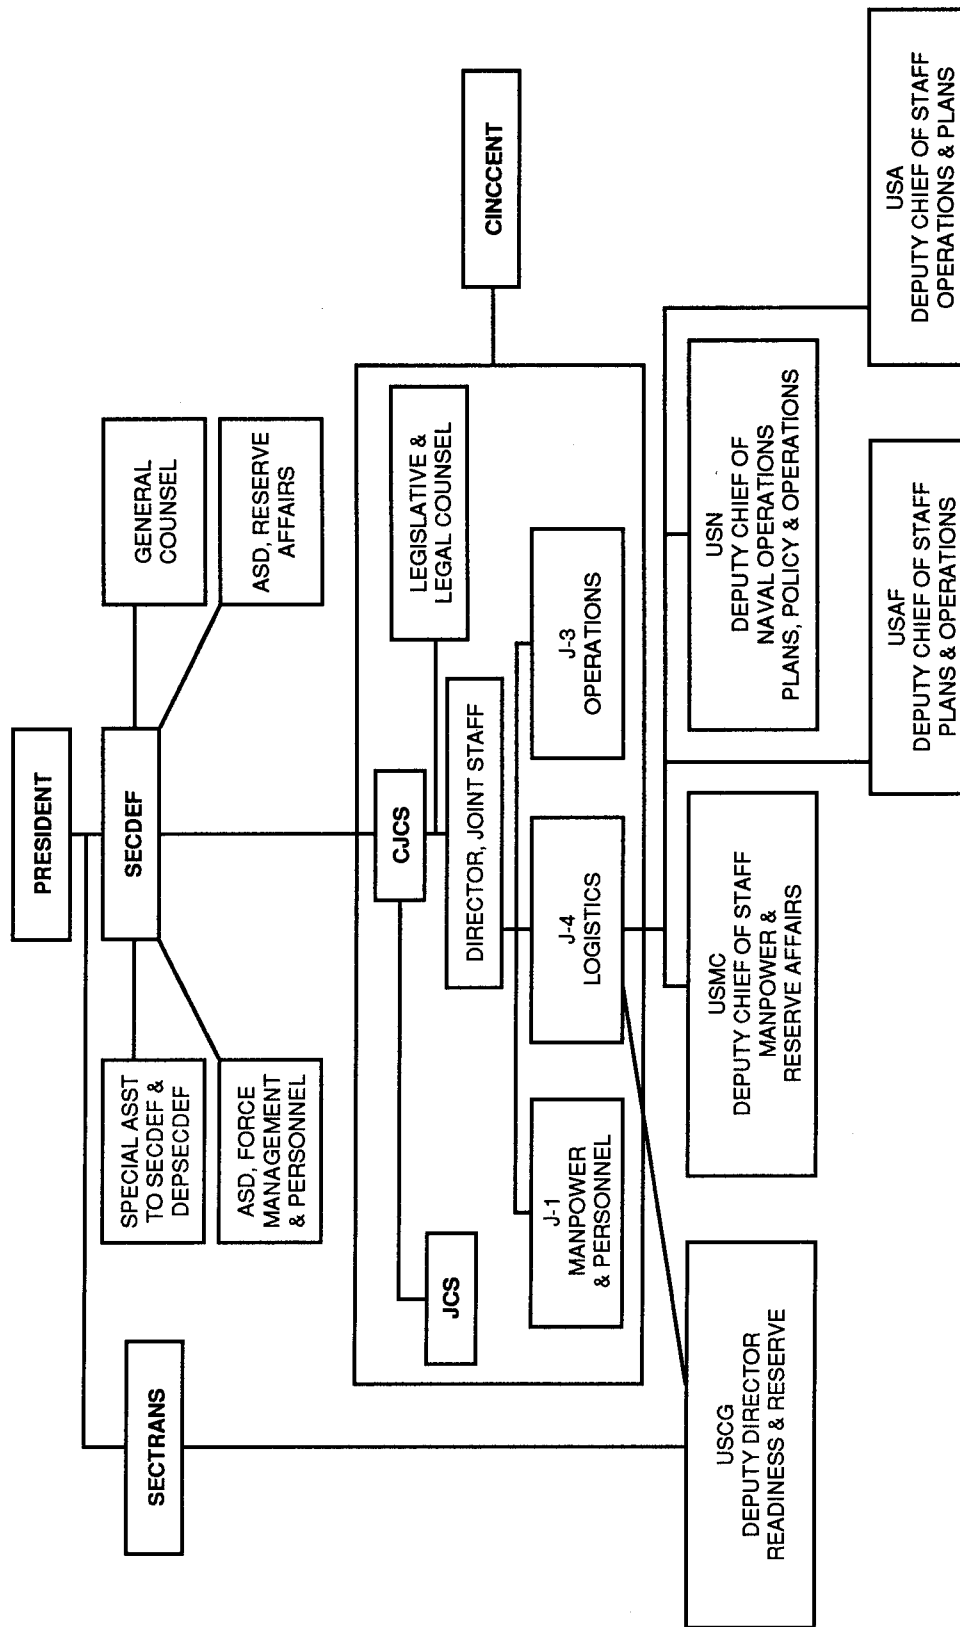 PRESIDENT
SECTRANS
SPECIAL ASST
TO SECDEF &
DEPSECDEF
SECDEF
GENERAL
COUNSEL
ASD, FORCE
MANAGEMENT
& PERSONNEL
ASD, RESERVE
AFFAIRS
JCS
CJCS
LEGISLATIVE &
LEGAL COUNSEL
CINCCENT
DIRECTOR, JOINT STAFF
J-1
MANPOWER
& PERSONNEL
J-4
LOGISTICS
J-3
OPERATIONS
USCG
DEPUTY DIRECTOR
READINESS & RESERVE
USMC
DEPUTY CHIEF OF STAFF
MANPOWER &
RESERVE AFFAIRS
USN
DEPUTY CHIEF OF
NAVAL OPERATIONS
PLANS, POLICY & OPERATIONS
USAF
DEPUTY CHIEF OF STAFF
PLANS & OPERATIONS
USA
DEPUTY CHIEF OF STAFF
OPERATIONS & PLANS